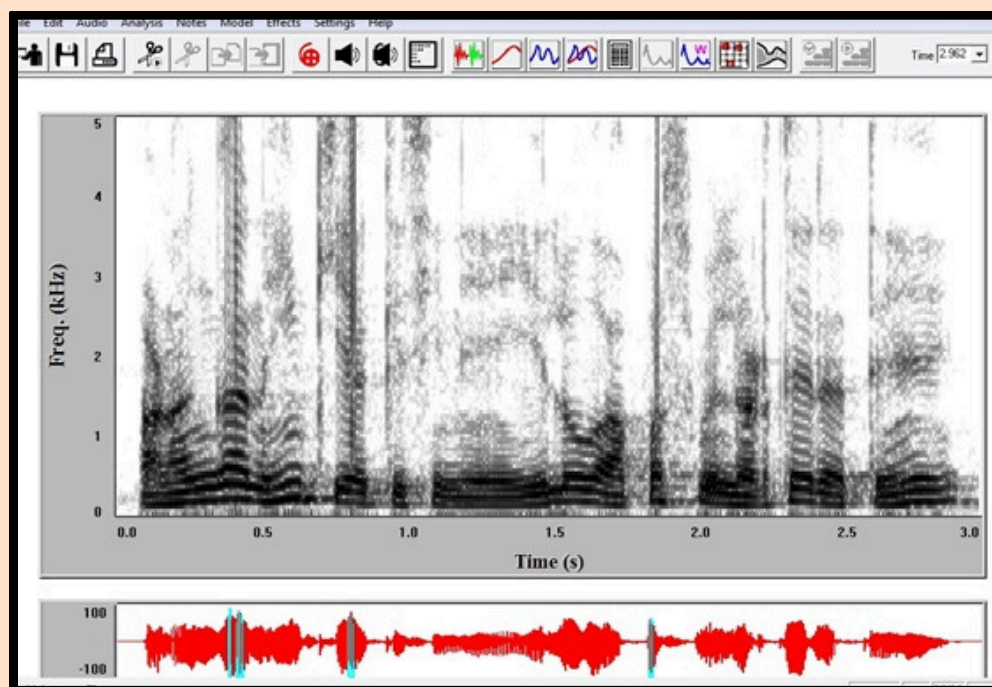 File Edit Audio Analysis Notes Model Effects Settings Help
W
Time 2.962
5
4
3
2
1
0
Freq. (kHz)
0.0 0.5 1.0 1.5 2.0 2.5 3.0
Time (s)
100
-100